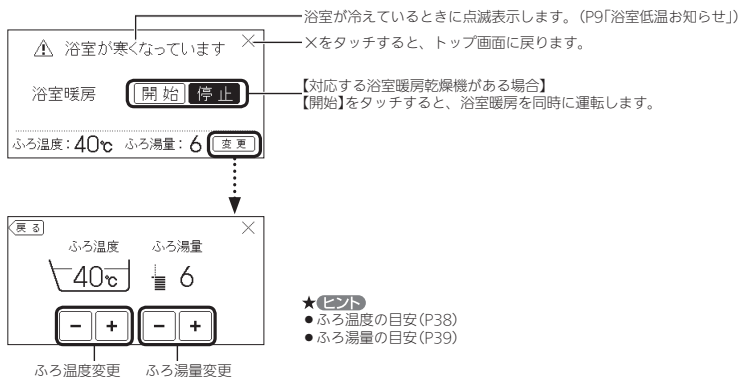 浴室が冷えているときに点滅表示します。(P9「浴室低温お知らせ」)
浴室が寒くなっています ×
×をタッチすると、トップ画面に戻ります。
浴室暖房 開始 停止
【対応する浴室暖房乾燥機がある場合】
【開始】をタッチすると、浴室暖房を同時に運転します。
ふろ温度:40℃ ふろ湯量:6 変更
戻る ×
ふろ温度 ふろ湯量
40℃ 6
- + - +
★ヒント
●ふろ温度の目安(P38)
●ふろ湯量の目安(P39)
ふろ温度変更 ふろ湯量変更